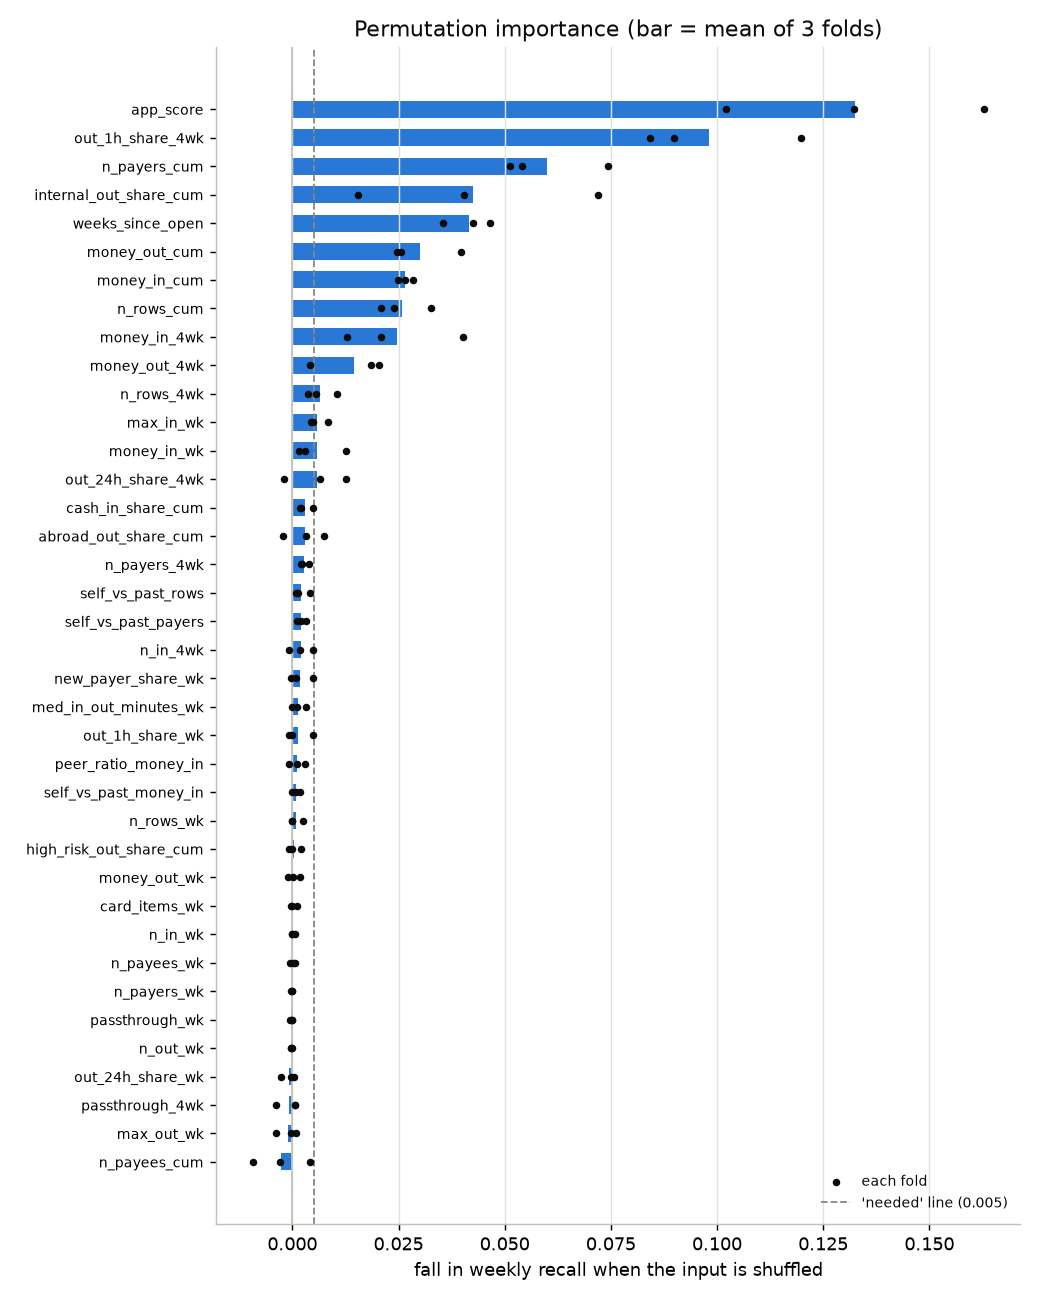 Permutation importance (bar = mean of 3 folds)
app_score
out_1h_share_4wk
n_payers_cum
internal_out_share_cum
weeks_since_open
money_out_cum
money_in_cum
n_rows_cum
money_in_4wk
money_out_4wk
n_rows_4wk
max_in_wk
money_in_wk
out_24h_share_4wk
cash_in_share_cum
abroad_out_share_cum
n_payers_4wk
self_vs_past_rows
self_vs_past_payers
n_in_4wk
new_payer_share_wk
med_in_out_minutes_wk
out_1h_share_wk
peer_ratio_money_in
self_vs_past_money_in
n_rows_wk
high_risk_out_share_cum
money_out_wk
card_items_wk
n_in_wk
n_payees_wk
n_payers_wk
passthrough_wk
n_out_wk
out_24h_share_wk
passthrough_4wk
max_out_wk
n_payees_cum
each fold
'needed' line (0.005)
0.000 0.025 0.050 0.075 0.100 0.125 0.150
fall in weekly recall when the input is shuffled